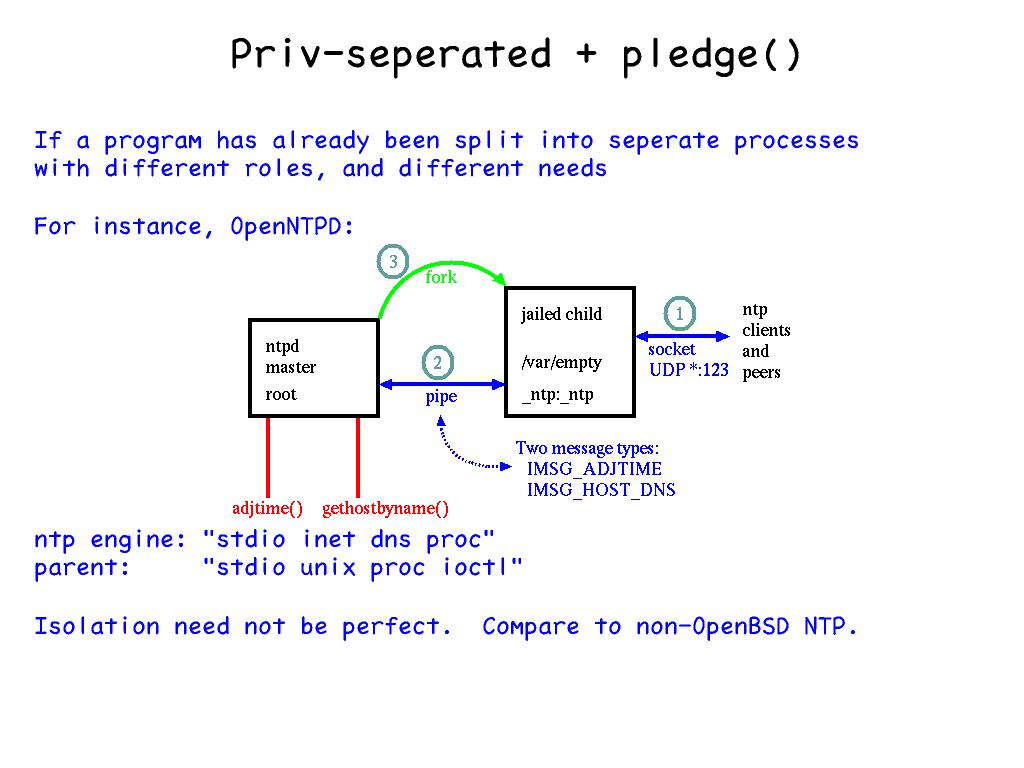 Priv-seperated + pledge()
If a program has already been split into seperate processes
with different roles, and different needs
For instance, OpenNTPD:
3
fork
ntpd
master
root
2
pipe
jailed child
/var/empty
_ntp:_ntp
1
socket
UDP *:123
ntp
clients
and
peers
Two message types:
IMSG_ADJTIME
IMSG_HOST_DNS
adjtime() gethostbyname()
ntp engine: "stdio inet dns proc"
parent: "stdio unix proc ioctl"
Isolation need not be perfect. Compare to non-OpenBSD NTP.